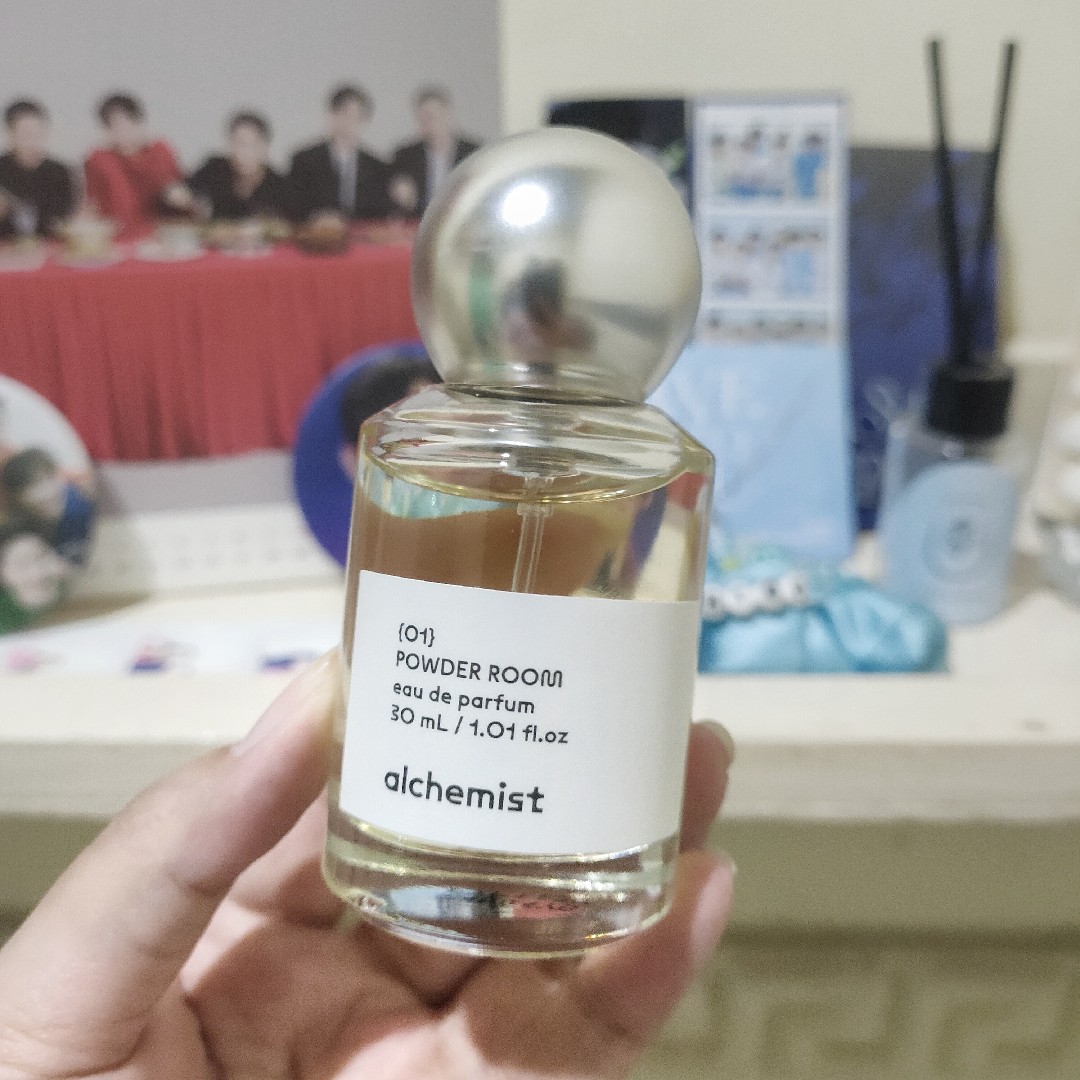 {01}
POWDER ROOM
eau de parfum
30 mL / 1.01 fl.oz
alchemist